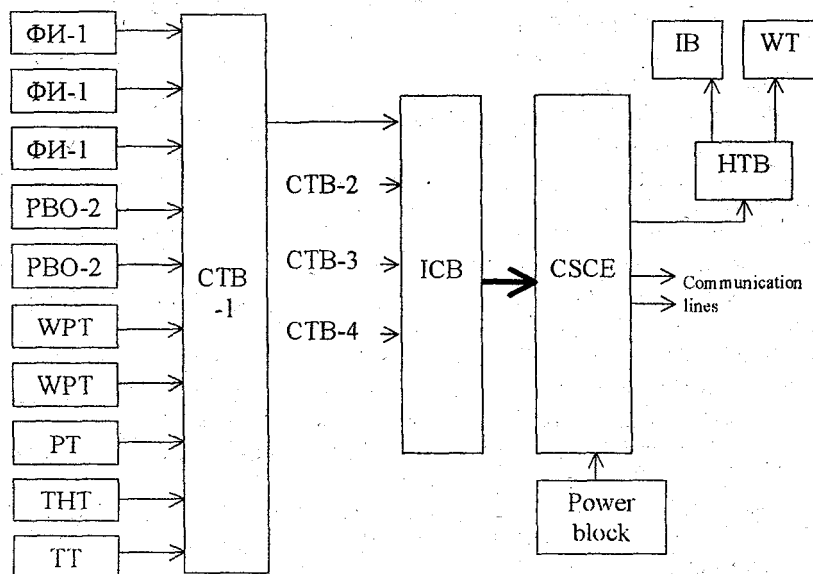 ФИ-1
ФИ-1
ФИ-1
РВО-2
РВО-2
WPT
WPT
PT
THT
TT
СТВ
-1
СТВ-2
СТВ-3
СТВ-4
ICB
CSCE
Power
block
IB
WT
HTB
Communication
lines